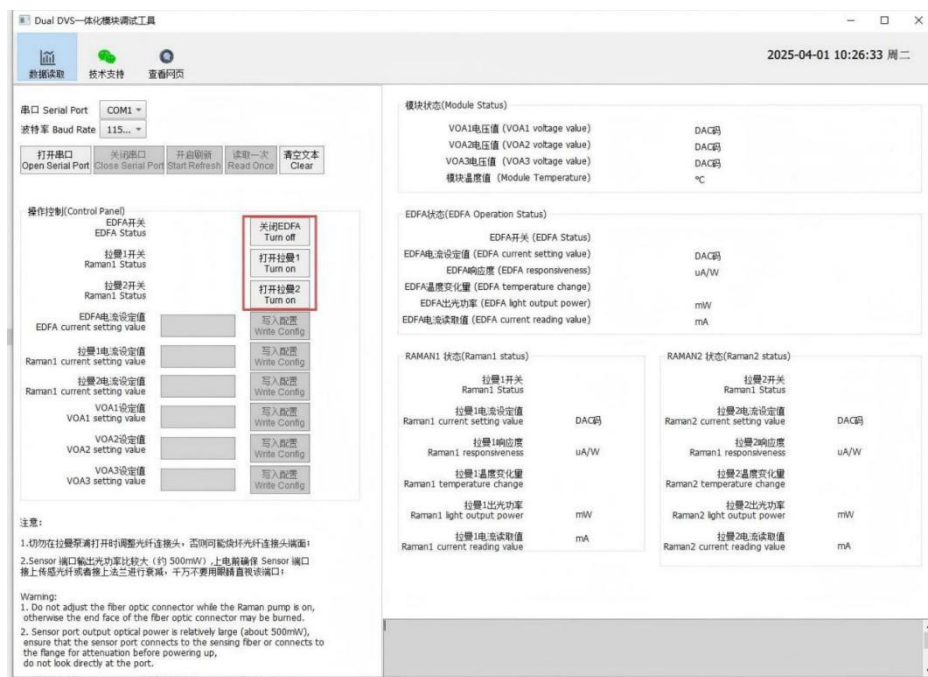 Dual DVS一体化模块调试工具
数据读取 技术支持 查看网页
2025-04-01 10:26:33 周二
串口 Serial Port COM1
波特率 Baud Rate 115...
打开串口 关闭串口 开启刷新 读取一次 清空文本
Open Serial Port Close Serial Port Start Refresh Read Once Clear
操作控制(Control Panel)
EDFA开关 关闭EDFA
EDFA Status Turn off
拉曼1开关 打开拉曼1
Raman1 Status Turn on
拉曼2开关 打开拉曼2
Raman1 Status Turn on
EDFA电流设定值 写入配置
EDFA current setting value Write Config
拉曼1电流设定值 写入配置
Raman1 current setting value Write Config
拉曼2电流设定值 写入配置
Raman1 current setting value Write Config
VOA1设定值 写入配置
VOA1 setting value Write Config
VOA2设定值 写入配置
VOA2 setting value Write Config
VOA3设定值 写入配置
VOA3 setting value Write Config
注意：
1.切勿在拉曼泵浦打开时调整光纤连接头，否则可能烧坏光纤连接头端面；
2.Sensor 端口输出光功率比较大（约 500mW）,上电前确保 Sensor 端口
接上传感光纤或者接上法兰进行衰减，千万不要用眼睛直视该端口；
Warning:
1. Do not adjust the fiber optic connector while the Raman pump is on,
otherwise the end face of the fiber optic connector may be burned.
2. Sensor port output optical power is relatively large (about 500mW),
ensure that the sensor port connects to the sensing fiber or connects to
the flange for attenuation before powering up,
do not look directly at the port.
模块状态(Module Status)
VOA1电压值 (VOA1 voltage value) DAC码
VOA2电压值 (VOA2 voltage value) DAC码
VOA3电压值 (VOA3 voltage value) DAC码
模块温度值 (Module Temperature) ℃
EDFA状态(EDFA Operation Status)
EDFA开关 (EDFA Status)
EDFA电流设定值 (EDFA current setting value) DAC码
EDFA响应度 (EDFA responsiveness) uA/W
EDFA温度变化量 (EDFA temperature change)
EDFA出光功率 (EDFA light output power) mW
EDFA电流读取值 (EDFA current reading value) mA
RAMAN1 状态(Raman1 status)
拉曼1开关
Raman1 Status
拉曼1电流设定值
Raman1 current setting value DAC码
拉曼1响应度
Raman1 responsiveness uA/W
拉曼1温度变化量
Raman1 temperature change
拉曼1出光功率
Raman1 light output power mW
拉曼1电流读取值
Raman1 current reading value mA
RAMAN2 状态(Raman2 status)
拉曼2开关
Raman1 Status
拉曼2电流设定值
Raman2 current setting value DAC码
拉曼2响应度
Raman1 responsiveness uA/W
拉曼2温度变化量
Raman2 temperature change
拉曼2出光功率
Raman2 light output power mW
拉曼2电流读取值
Raman2 current reading value mA